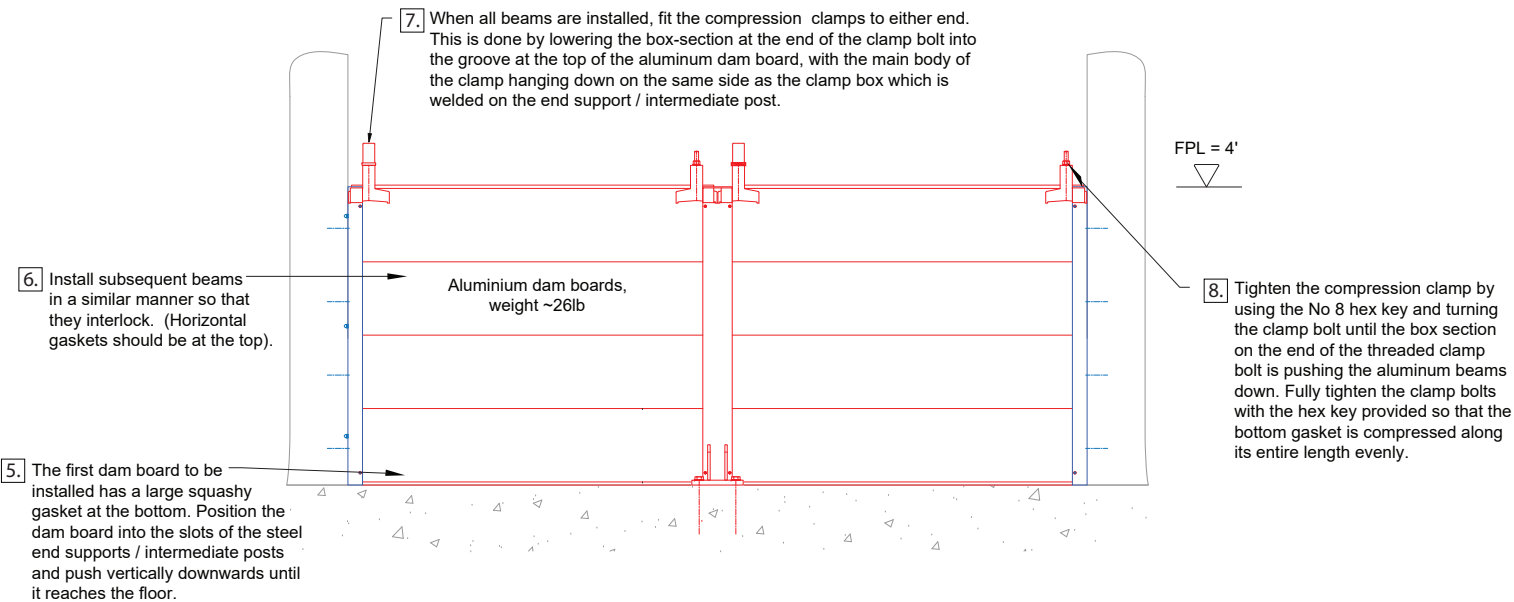 7. When all beams are installed, fit the compression clamps to either end.
This is done by lowering the box-section at the end of the clamp bolt into
the groove at the top of the aluminum dam board, with the main body of
the clamp hanging down on the same side as the clamp box which is
welded on the end support / intermediate post.
FPL = 4'
6. Install subsequent beams
in a similar manner so that
they interlock. (Horizontal
gaskets should be at the top).
Aluminium dam boards,
weight ~26lb
8. Tighten the compression clamp by
using the No 8 hex key and turning
the clamp bolt until the box section
on the end of the threaded clamp
bolt is pushing the aluminum beams
down. Fully tighten the clamp bolts
with the hex key provided so that the
bottom gasket is compressed along
its entire length evenly.
5. The first dam board to be
installed has a large squashy
gasket at the bottom. Position the
dam board into the slots of the steel
end supports / intermediate posts
and push vertically downwards until
it reaches the floor.